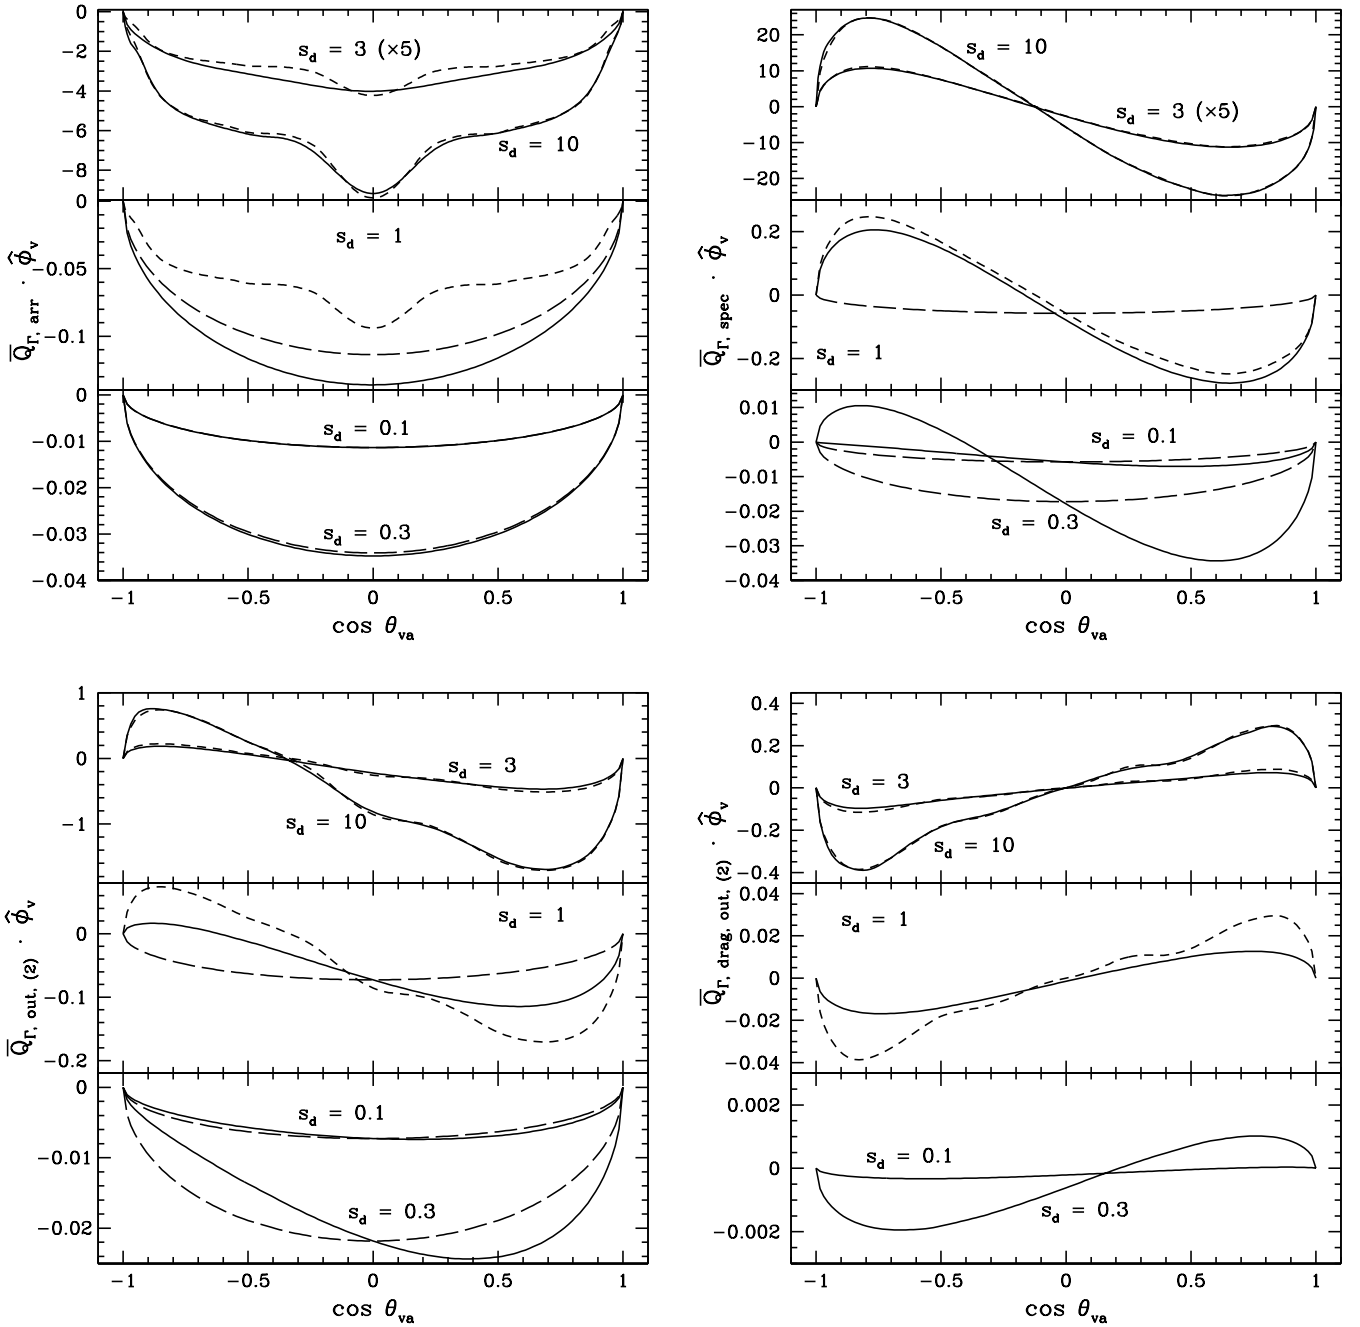 0
−2
−4
−6
−8
s_d = 3 (×5)
s_d = 10
0
−0.05
−0.1
s_d = 1
Q̅_Γ, arr · φ̂_v
0
−0.01
−0.02
−0.03
−0.04
s_d = 0.1
s_d = 0.3
−1 −0.5 0 0.5 1
cos θ_va
20
10
0
−10
−20
s_d = 10
s_d = 3 (×5)
0.2
0
−0.2
s_d = 1
Q̅_Γ, spec · φ̂_v
0.01
0
−0.01
−0.02
−0.03
−0.04
s_d = 0.1
s_d = 0.3
−1 −0.5 0 0.5 1
cos θ_va
1
0
−1
s_d = 3
s_d = 10
0
−0.1
−0.2
s_d = 1
Q̅_Γ, out, (2) · φ̂_v
0
−0.01
−0.02
s_d = 0.1
s_d = 0.3
−1 −0.5 0 0.5 1
cos θ_va
0.4
0.2
0
−0.2
−0.4
s_d = 3
s_d = 10
0.04
0.02
0
−0.02
−0.04
s_d = 1
Q̅_Γ, drag, out, (2) · φ̂_v
0.002
0
−0.002
s_d = 0.1
s_d = 0.3
−1 −0.5 0 0.5 1
cos θ_va